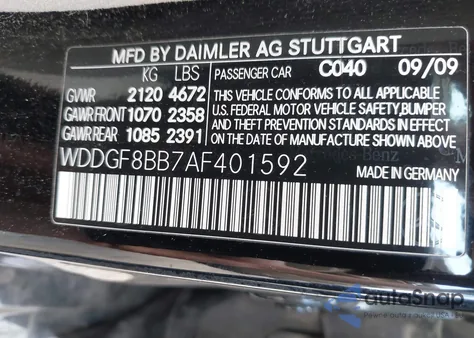 MFD BY DAIMLER AG STUTTGART
KG LBS PASSENGER CAR C040 09/09
GVWR 2120 4672 THIS VEHICLE CONFORMS TO ALL APPLICABLE
GAWR FRONT 1070 2358 U.S. FEDERAL MOTOR VEHICLE SAFETY, BUMPER
GAWR REAR 1085 2391 AND THEFT PREVENTION STANDARDS IN EFFECT
ON THE DATE OF MANUFACTURE SHOWN ABOVE
WDDGF8BB7AF401592
MADE IN GERMANY
autoSnap